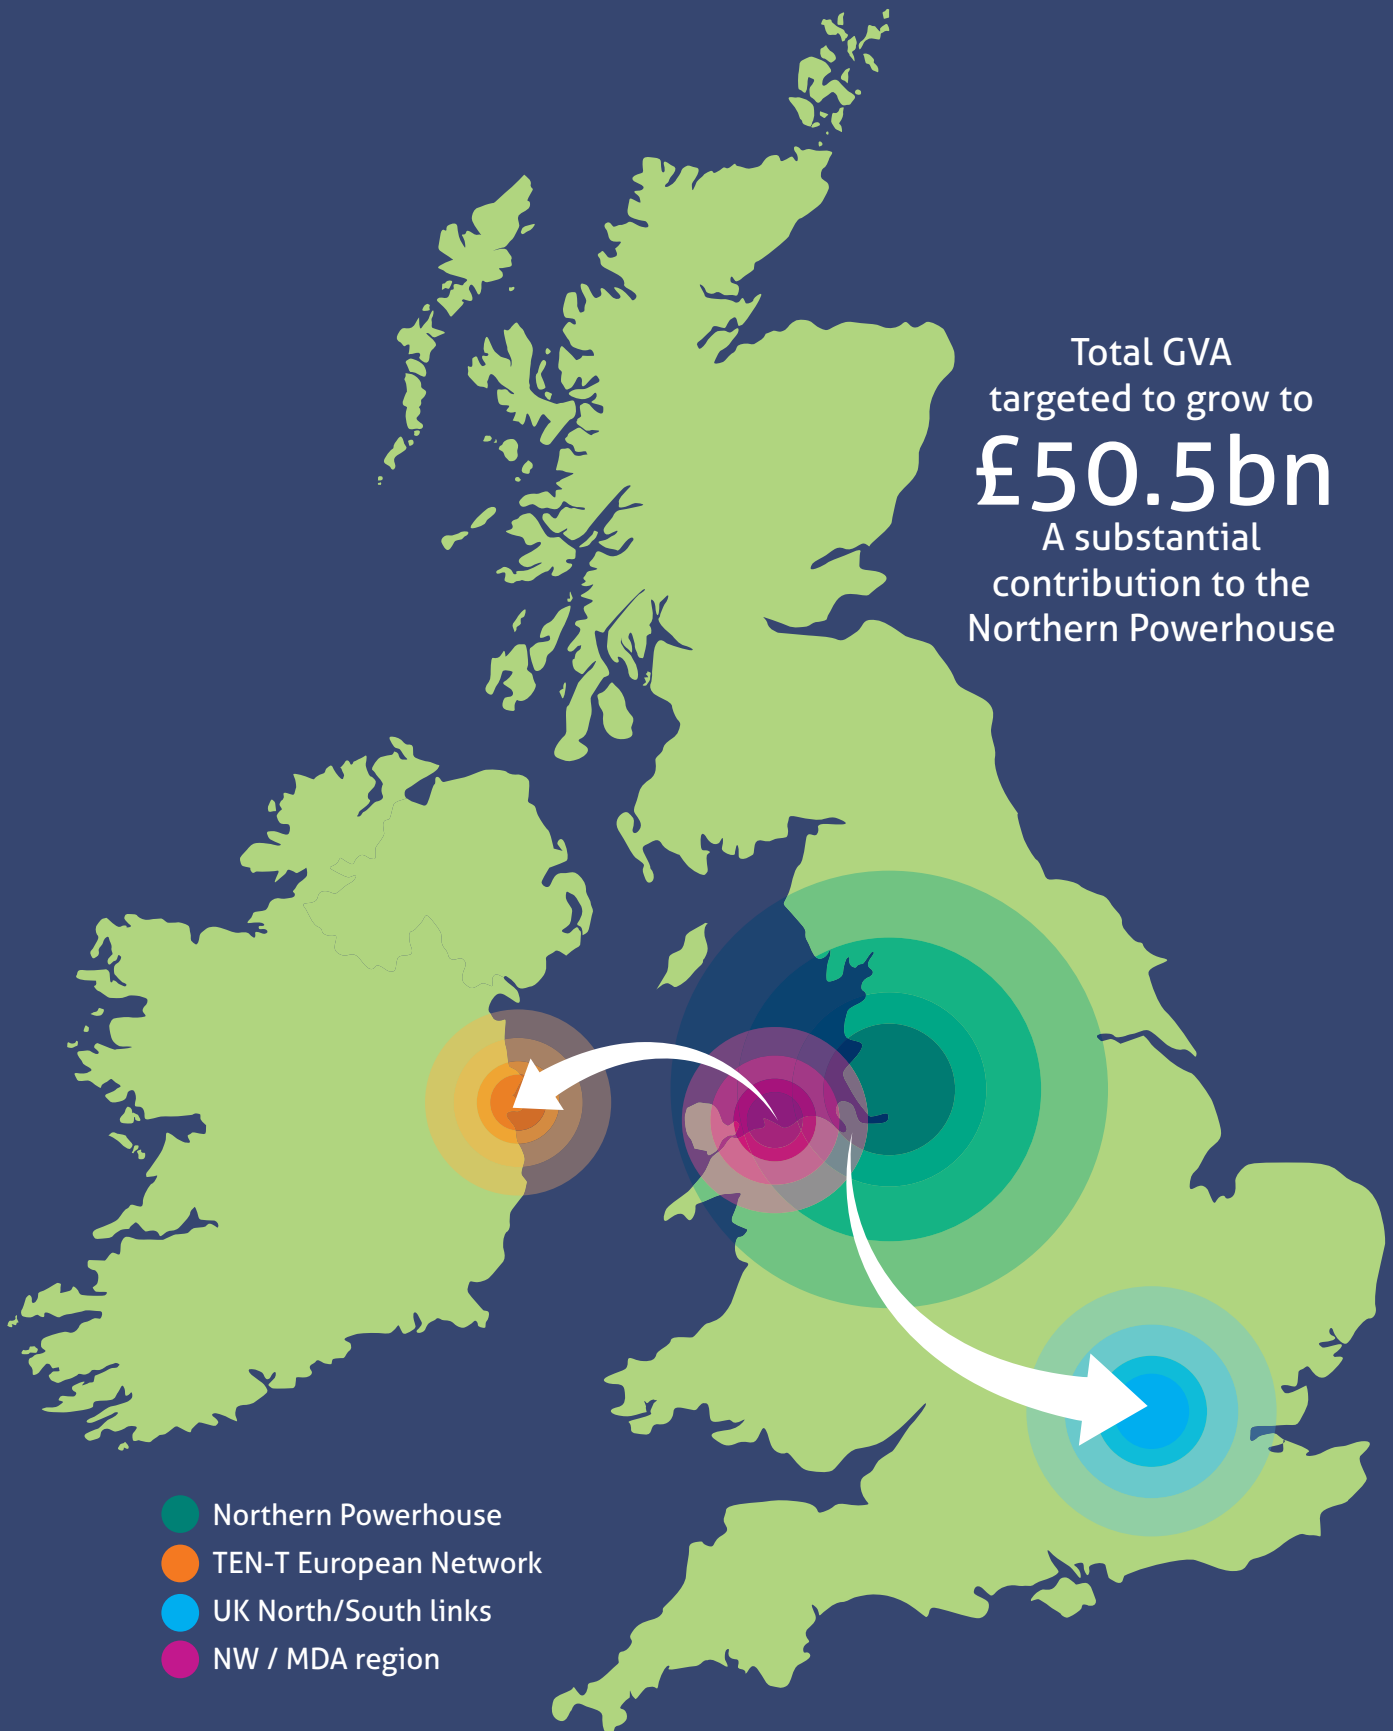 Total GVA
targeted to grow to
£50.5bn
A substantial
contribution to the
Northern Powerhouse
Northern Powerhouse
TEN-T European Network
UK North/South links
NW / MDA region